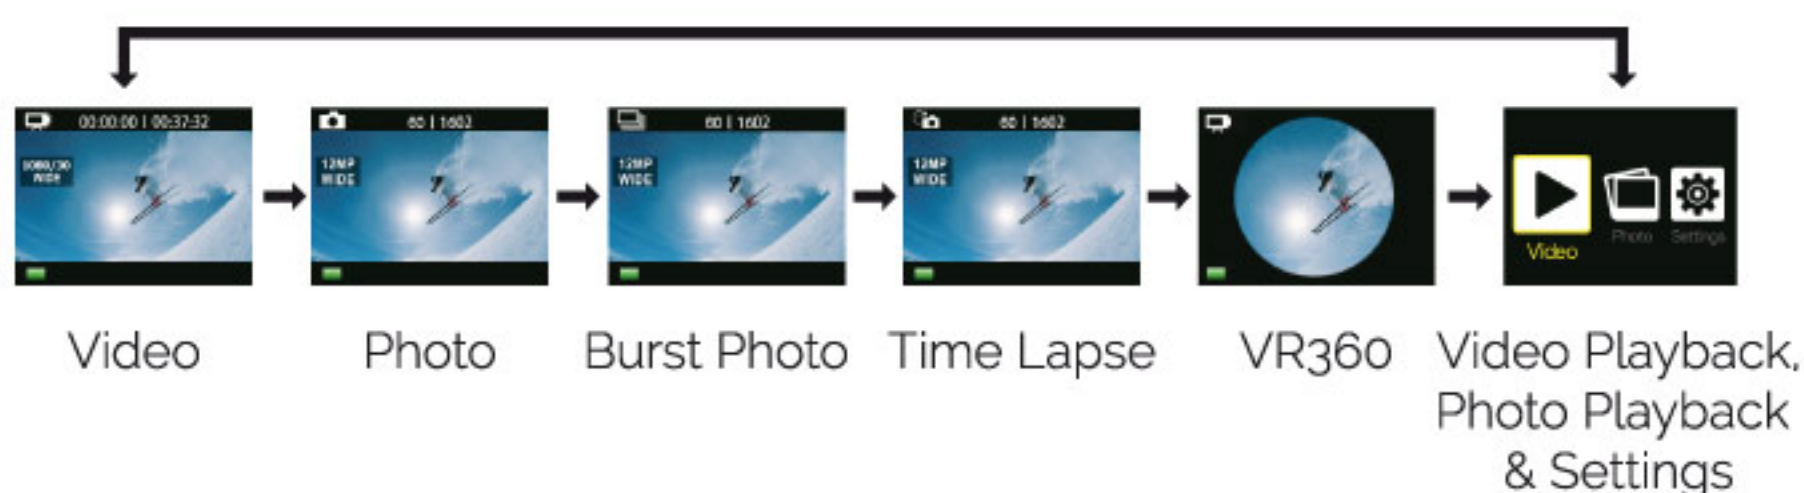 00:00:00 | 00:37:32
1080/30
WIDE
60 | 1602
12MP
WIDE
60 | 1602
12MP
WIDE
60 | 1602
12MP
WIDE
Video
Photo
Settings
Video
Photo
Burst Photo
Time Lapse
VR360
Video Playback,
Photo Playback
& Settings